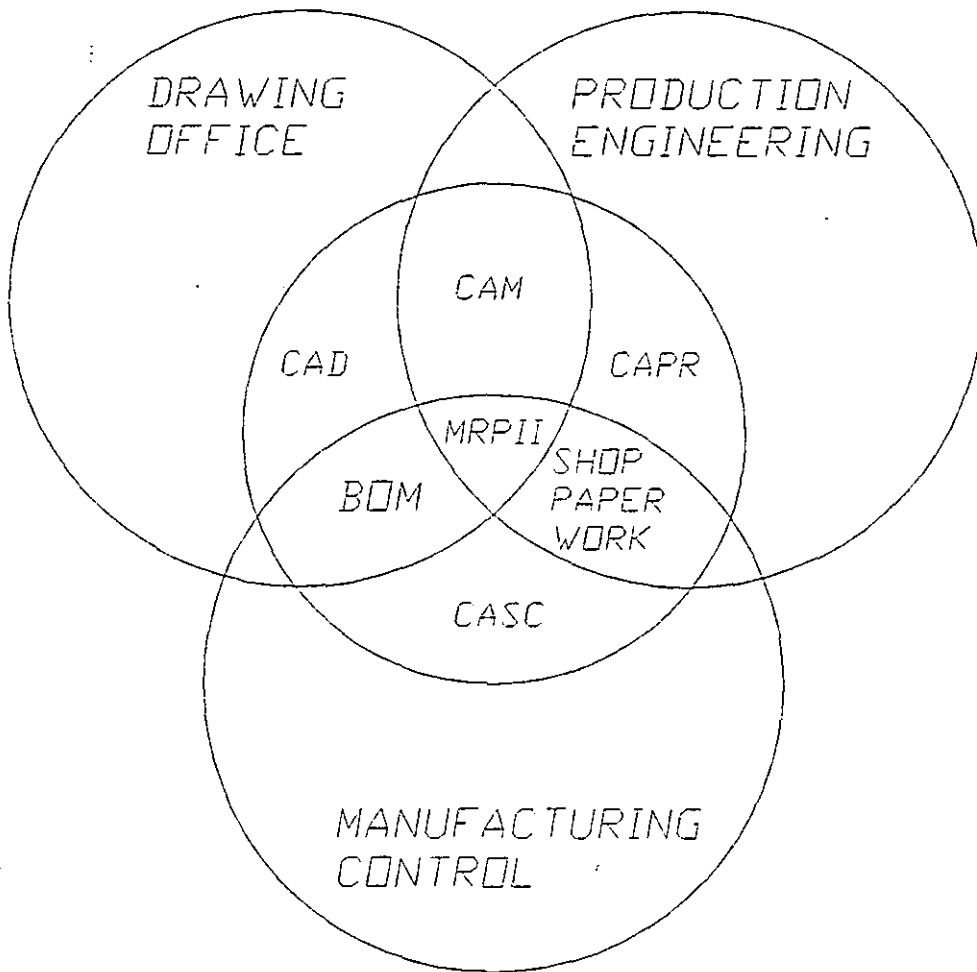 DRAWING
OFFICE
PRODUCTION
ENGINEERING
CAM
CAD
CAPR
MRPII
BOM
SHOP
PAPER
WORK
CASC
MANUFACTURING
CONTROL